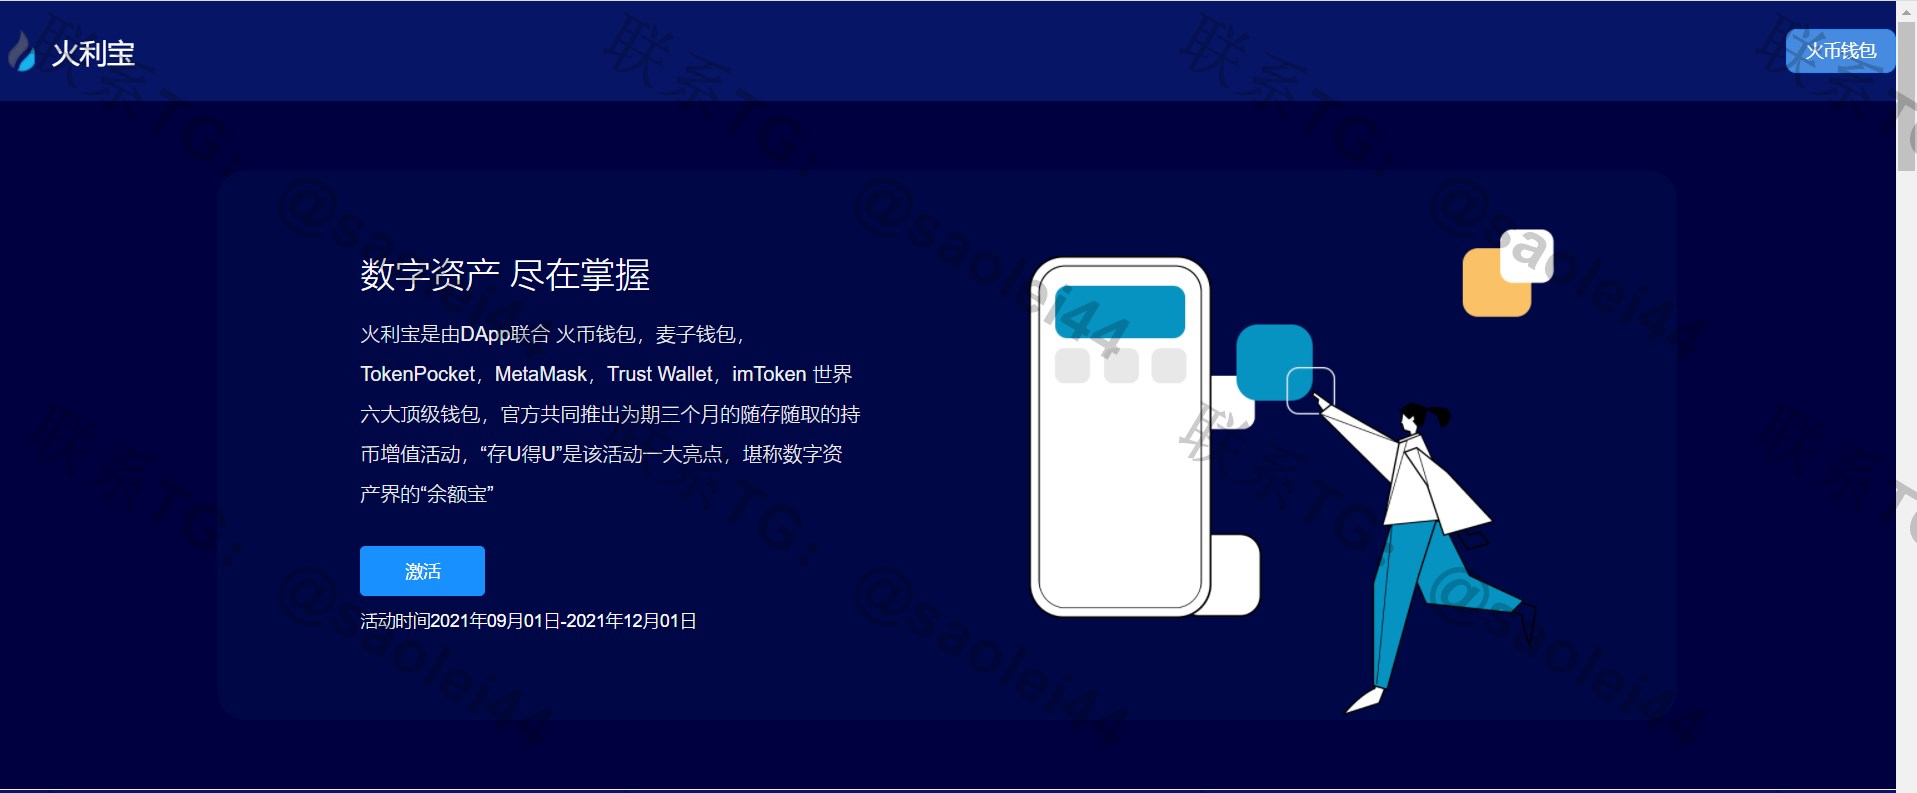 火利宝
火币钱包
数字资产 尽在掌握
火利宝是由DApp联合 火币钱包，麦子钱包，
TokenPocket，MetaMask，Trust Wallet，imToken 世界
六大顶级钱包，官方共同推出为期三个月的随存随取的持
币增值活动，“存U得U”是该活动一大亮点，堪称数字资
产界的“余额宝”
激活
活动时间2021年09月01日-2021年12月01日
联系TG：@saolei44
联系TG：@saolei44
联系TG：@saolei44
联系TG：@saolei44
联系TG：@saolei44
联系TG：@saolei44
联系TG
联系TG